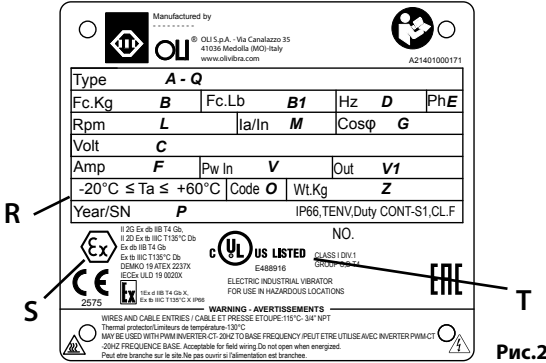 Manufactured by
- - - - - - - - -
OLI® OLI S.p.A. - Via Canalazzo 35
41036 Medolla (MO)-Italy
www.olivibra.com
A21401000171
Type A - Q
Fc.Kg B Fc.Lb B1 Hz D Ph E
Rpm L Ia/In M Cosφ G
Volt C
Amp F Pw In V Out V1
-20°C ≤ Ta ≤ +60°C Code O Wt.Kg Z
R
Year/SN P IP66,TENV,Duty CONT-S1,CL.F
II 2G Ex db IIB T4 Gb,
II 2D Ex tb IIIC T135°C Db
Ex db IIB T4 Gb
Ex tb IIIC T135°C Db
DEMKO 19 ATEX 2237X
IECEx ULD 19 0020X
Ex
CE
2575
Ex
1Ex d IIB T4 Gb X,
Ex tb IIIC T135°C X IP66
C UL US LISTED
E488916
NO.
CLASS I DIV.1
GROUP C,D T4
ELECTRIC INDUSTRIAL VIBRATOR
FOR USE IN HAZARDOUS LOCATIONS
EAC
S
T
WARNING - AVERTISSEMENTS
WIRES AND CABLE ENTRIES / CABLE ET PRESSE ETOUPE:115°C- 3/4" NPT
Thermal protector/Limiteurs de température-130°C
MAY BE USED WITH PWM INVERTER-CT- 20HZ TO BASE FREQUENCY /PEUT ETRE UTILISE AVEC INVERTER PWM-CT
-20HZ FREQUENCE BASE. Acceptable for field wiring.Do not open when energized.
Peut etre branche sur le site.Ne pas ouvrir si l'alimentation est branchee.
Рис.2